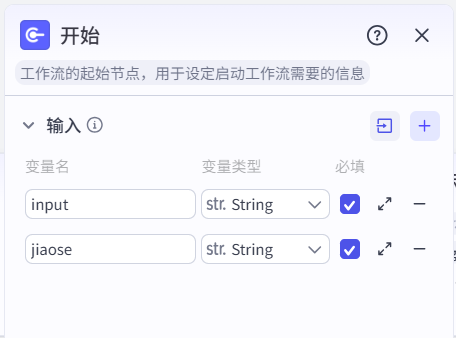 开始
工作流的起始节点，用于设定启动工作流需要的信息
输入
变量名 变量类型 必填
input str. String
jiaose str. String